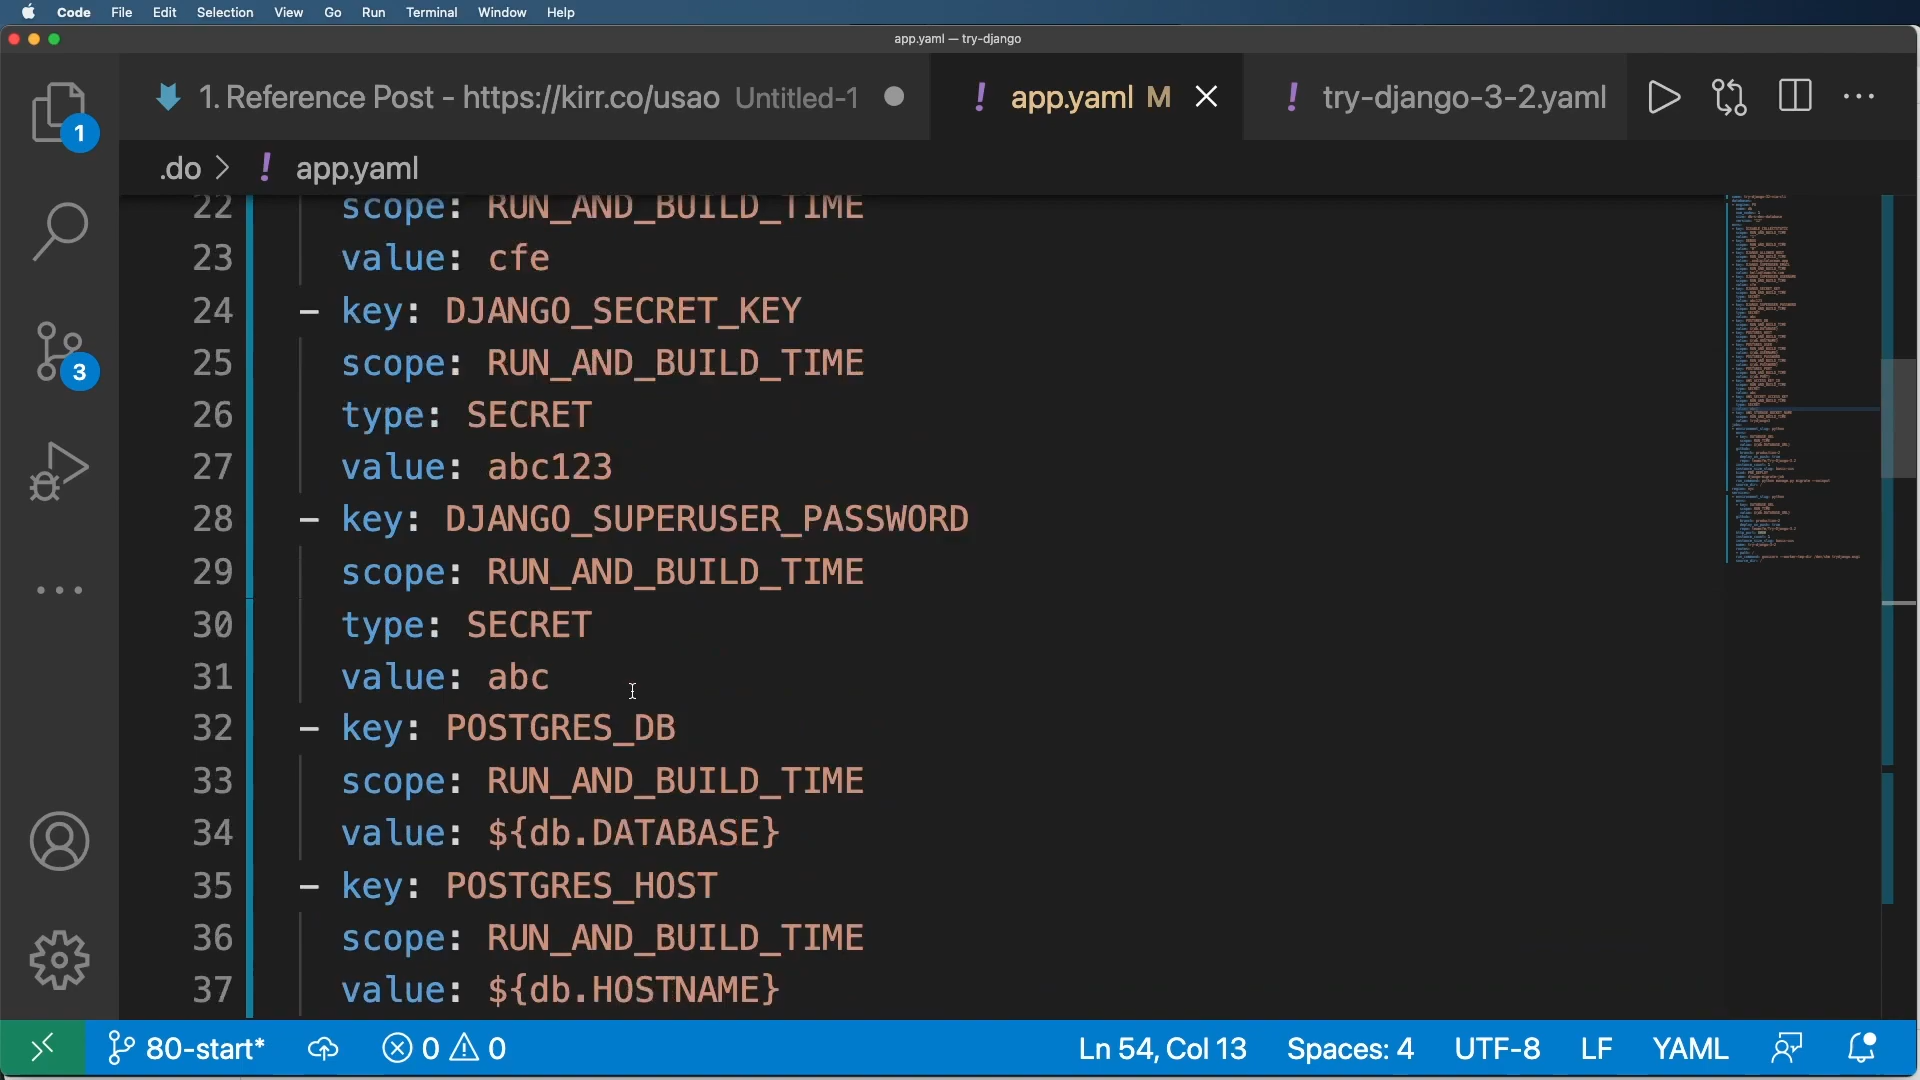 Code File Edit Selection View Go Run Terminal Window Help
app.yaml — try-django
1. Reference Post - https://kirr.co/usao Untitled-1 ! app.yaml M ! try-django-3-2.yaml
1
.do > ! app.yaml
22 scope: RUN_AND_BUILD_TIME
23 value: cfe
24 - key: DJANGO_SECRET_KEY
25 scope: RUN_AND_BUILD_TIME
3
26 type: SECRET
27 value: abc123
28 - key: DJANGO_SUPERUSER_PASSWORD
29 scope: RUN_AND_BUILD_TIME
30 type: SECRET
31 value: abc
32 - key: POSTGRES_DB
33 scope: RUN_AND_BUILD_TIME
34 value: ${db.DATABASE}
35 - key: POSTGRES_HOST
36 scope: RUN_AND_BUILD_TIME
37 value: ${db.HOSTNAME}
80-start* 0 0 Ln 54, Col 13 Spaces: 4 UTF-8 LF YAML